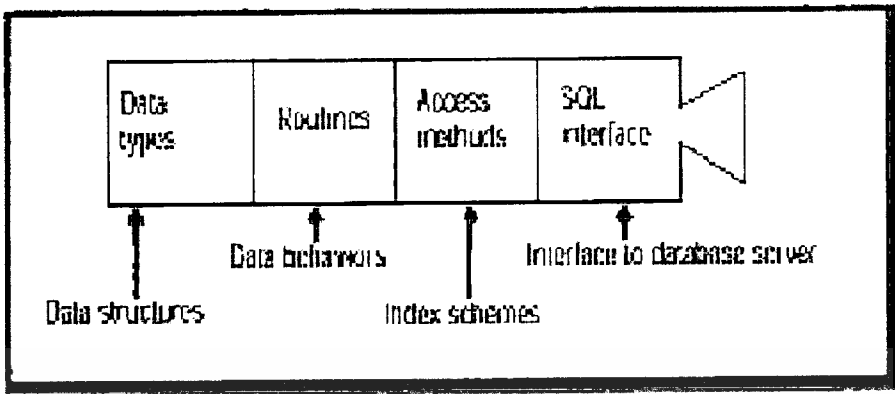 Data
types
Routines
Access
methods
SQL
interface
Data behaviors
Interface to database server
Data structures
Index schemes